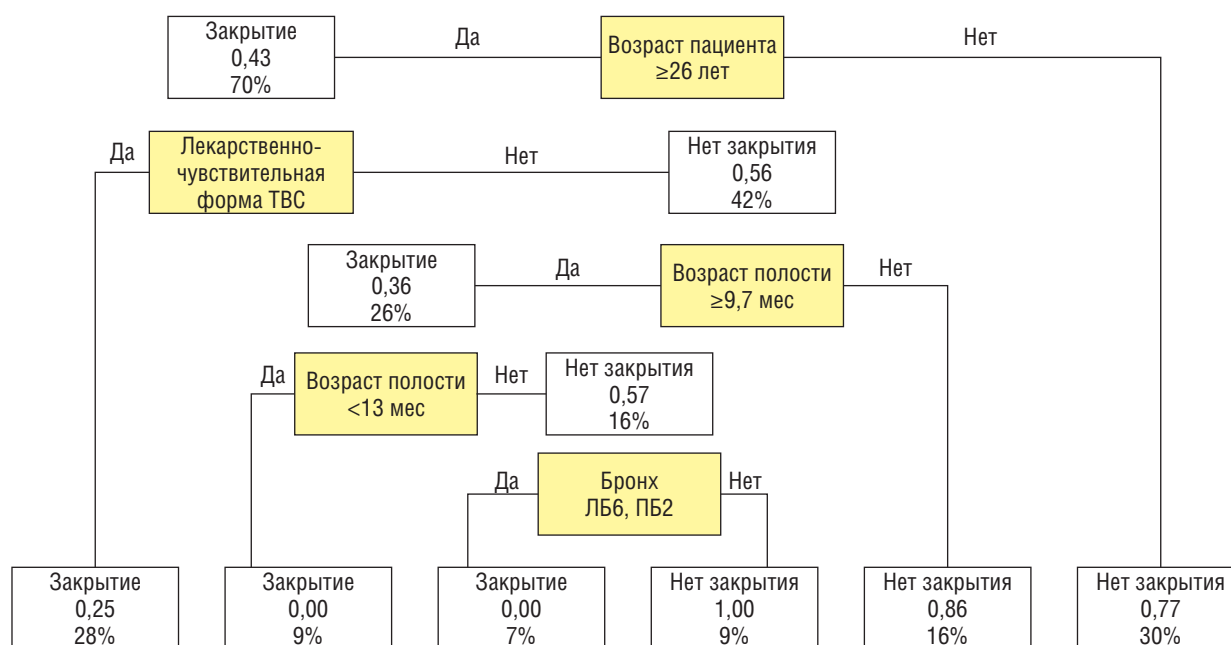 Закрытие
0,43
70%
Да
Возраст пациента
≥26 лет
Нет
Да
Лекарственно-
чувствительная
форма ТВС
Нет
Нет закрытия
0,56
42%
Закрытие
0,36
26%
Да
Возраст полости
≥9,7 мес
Нет
Да
Возраст полости
<13 мес
Нет
Нет закрытия
0,57
16%
Да
Бронх
ЛБ6, ПБ2
Нет
Закрытие
0,25
28%
Закрытие
0,00
9%
Закрытие
0,00
7%
Нет закрытия
1,00
9%
Нет закрытия
0,86
16%
Нет закрытия
0,77
30%